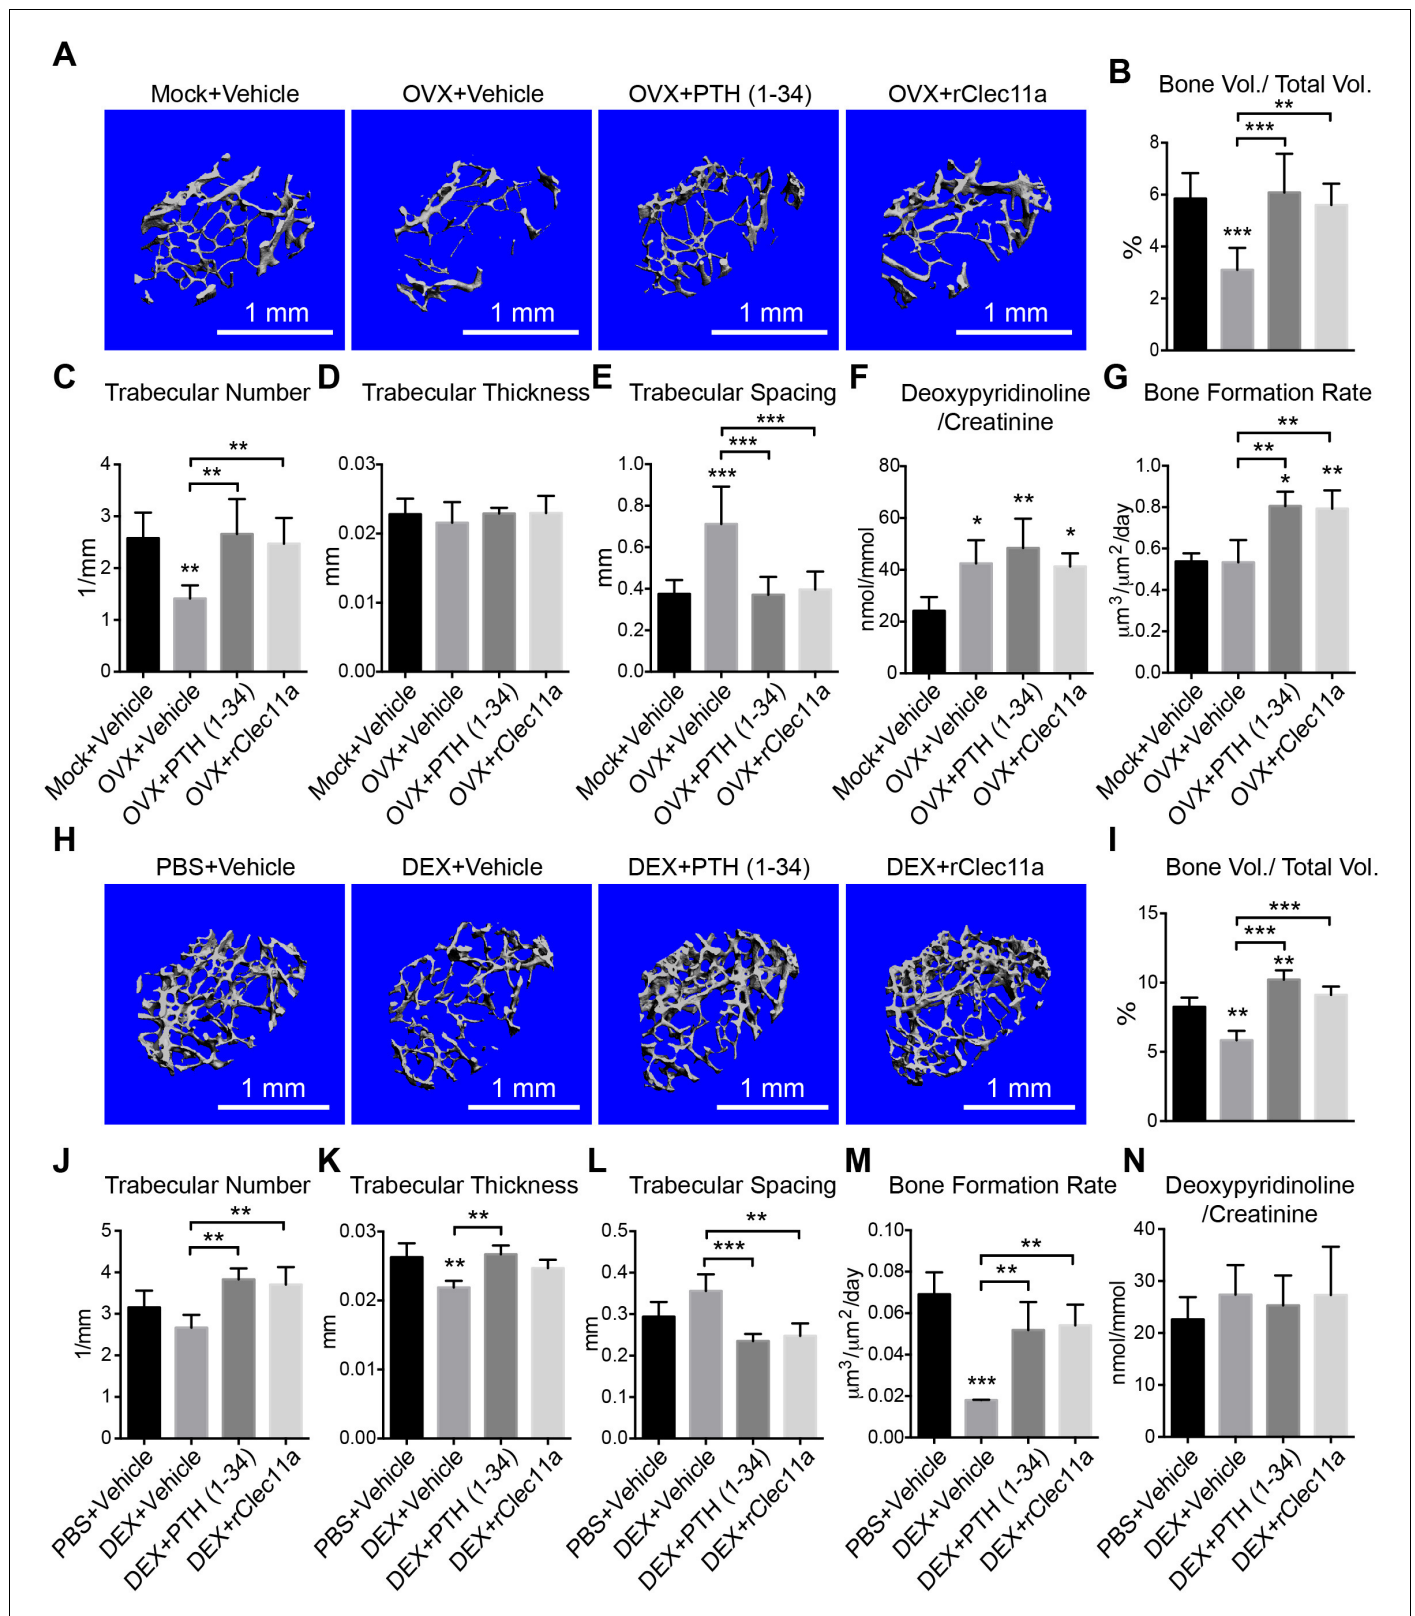 A
Mock+Vehicle
OVX+Vehicle
OVX+PTH (1-34)
OVX+rClec11a
1 mm
1 mm
1 mm
1 mm
B
Bone Vol./ Total Vol.
**
***
***
8
6
4
2
0
%
C
Trabecular Number
**
**
**
4
3
2
1
0
1/mm
Mock+Vehicle
OVX+Vehicle
OVX+PTH (1-34)
OVX+rClec11a
D
Trabecular Thickness
0.03
0.02
0.01
0.00
mm
Mock+Vehicle
OVX+Vehicle
OVX+PTH (1-34)
OVX+rClec11a
E
Trabecular Spacing
***
***
***
1.0
0.8
0.6
0.4
0.2
0.0
mm
Mock+Vehicle
OVX+Vehicle
OVX+PTH (1-34)
OVX+rClec11a
F
Deoxypyridinoline
/Creatinine
*
**
*
80
60
40
20
0
nmol/mmol
Mock+Vehicle
OVX+Vehicle
OVX+PTH (1-34)
OVX+rClec11a
G
Bone Formation Rate
**
**
*
**
1.0
0.8
0.6
0.4
0.2
0.0
μm³/μm²/day
Mock+Vehicle
OVX+Vehicle
OVX+PTH (1-34)
OVX+rClec11a
H
PBS+Vehicle
DEX+Vehicle
DEX+PTH (1-34)
DEX+rClec11a
1 mm
1 mm
1 mm
1 mm
I
Bone Vol./ Total Vol.
***
***
**
**
15
10
5
0
%
J
Trabecular Number
**
**
5
4
3
2
1
0
1/mm
PBS+Vehicle
DEX+Vehicle
DEX+PTH (1-34)
DEX+rClec11a
K
Trabecular Thickness
**
**
0.03
0.02
0.01
0.00
mm
PBS+Vehicle
DEX+Vehicle
DEX+PTH (1-34)
DEX+rClec11a
L
Trabecular Spacing
**
***
0.5
0.4
0.3
0.2
0.1
0.0
mm
PBS+Vehicle
DEX+Vehicle
DEX+PTH (1-34)
DEX+rClec11a
M
Bone Formation Rate
**
**
***
0.10
0.08
0.06
0.04
0.02
0.00
μm³/μm²/day
PBS+Vehicle
DEX+Vehicle
DEX+PTH (1-34)
DEX+rClec11a
N
Deoxypyridinoline
/Creatinine
40
30
20
10
0
nmol/mmol
PBS+Vehicle
DEX+Vehicle
DEX+PTH (1-34)
DEX+rClec11a